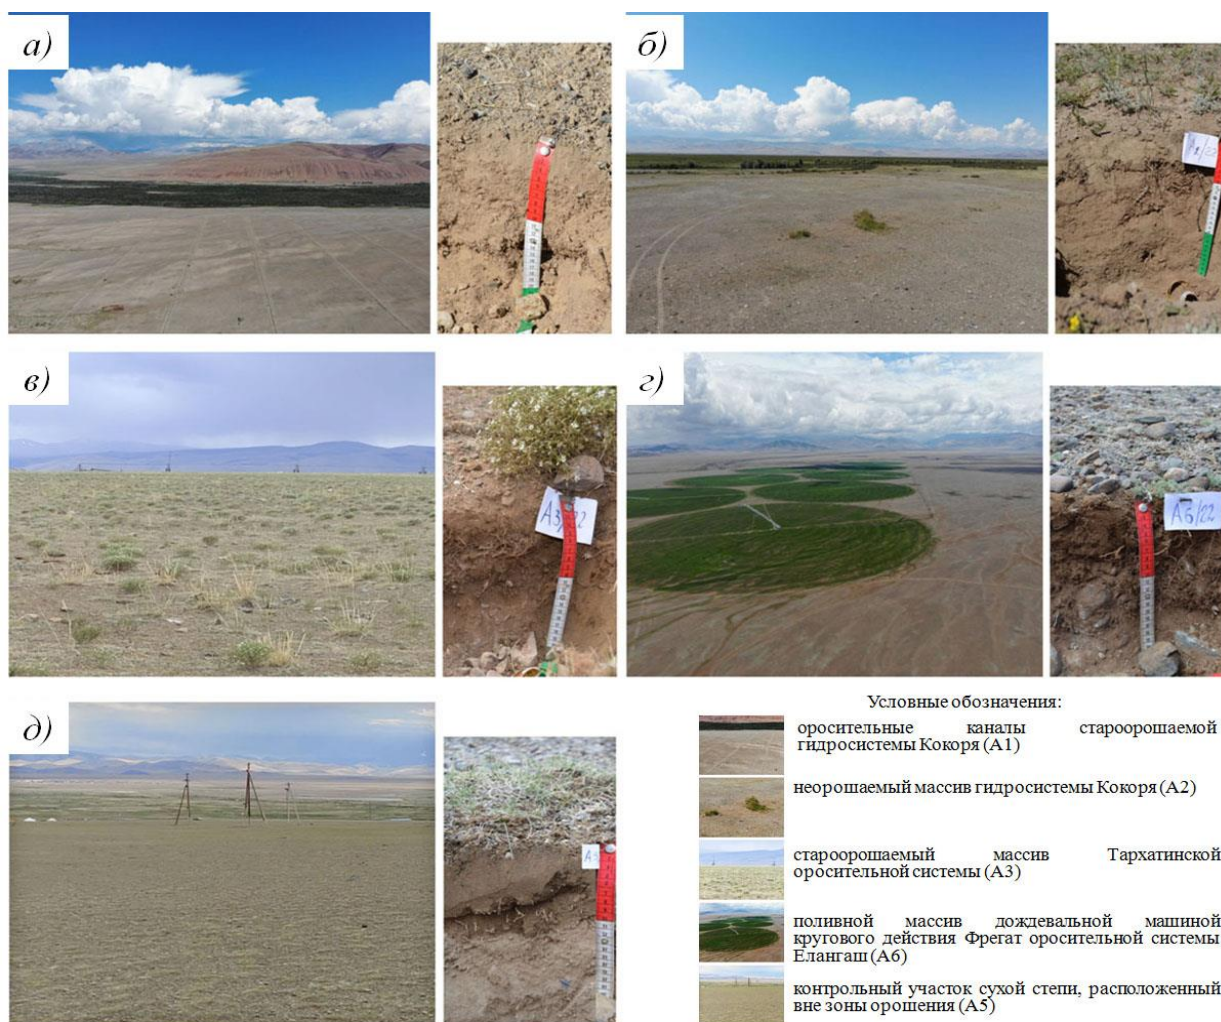 а)
б)
А2/22
в)
А3/22
г)
А6/22
д)
Условные обозначения:
оросительные каналы староорошаемой
гидросистемы Кокоря (А1)
неорошаемый массив гидросистемы Кокоря (А2)
староорошаемый массив Тархатинской
оросительной системы (А3)
поливной массив дождевальной машиной
кругового действия Фрегат оросительной системы
Елангаш (А6)
контрольный участок сухой степи, расположенный
вне зоны орошения (А5)